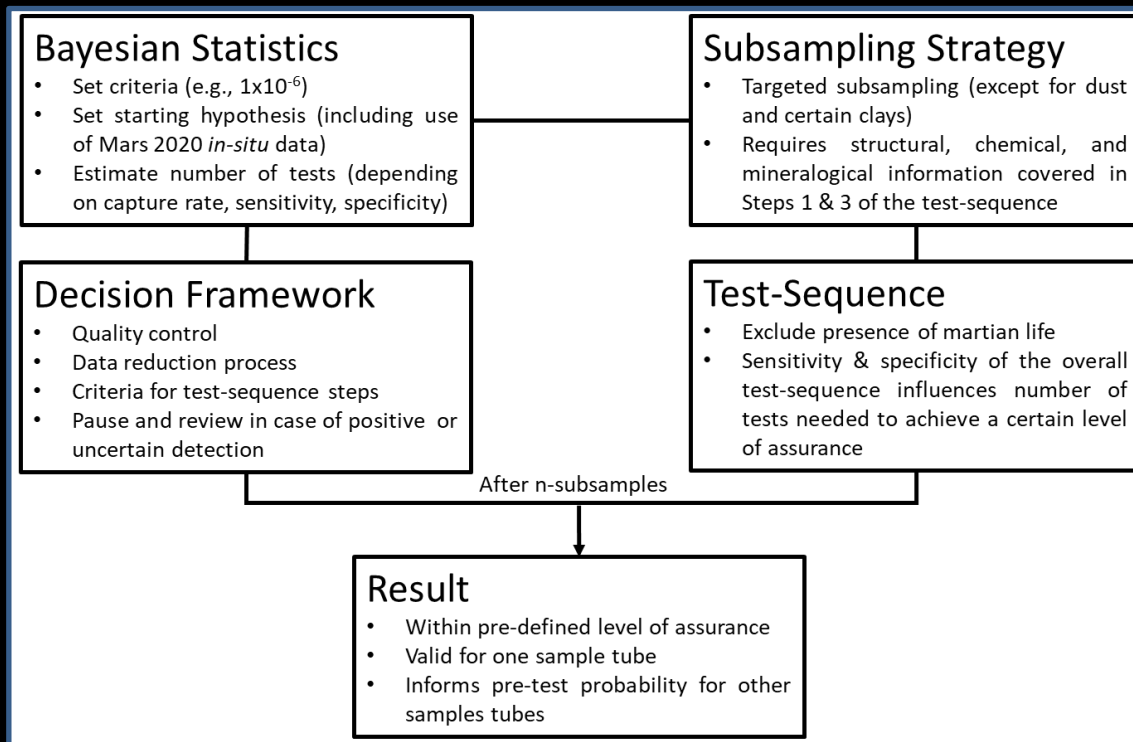 Bayesian Statistics
• Set criteria (e.g., 1x10⁻⁶)
• Set starting hypothesis (including use
of Mars 2020 in-situ data)
• Estimate number of tests (depending
on capture rate, sensitivity, specificity)
Subsampling Strategy
• Targeted subsampling (except for dust
and certain clays)
• Requires structural, chemical, and
mineralogical information covered in
Steps 1 & 3 of the test-sequence
Decision Framework
• Quality control
• Data reduction process
• Criteria for test-sequence steps
• Pause and review in case of positive or
uncertain detection
Test-Sequence
• Exclude presence of martian life
• Sensitivity & specificity of the overall
test-sequence influences number of
tests needed to achieve a certain level
of assurance
After n-subsamples
Result
• Within pre-defined level of assurance
• Valid for one sample tube
• Informs pre-test probability for other
samples tubes